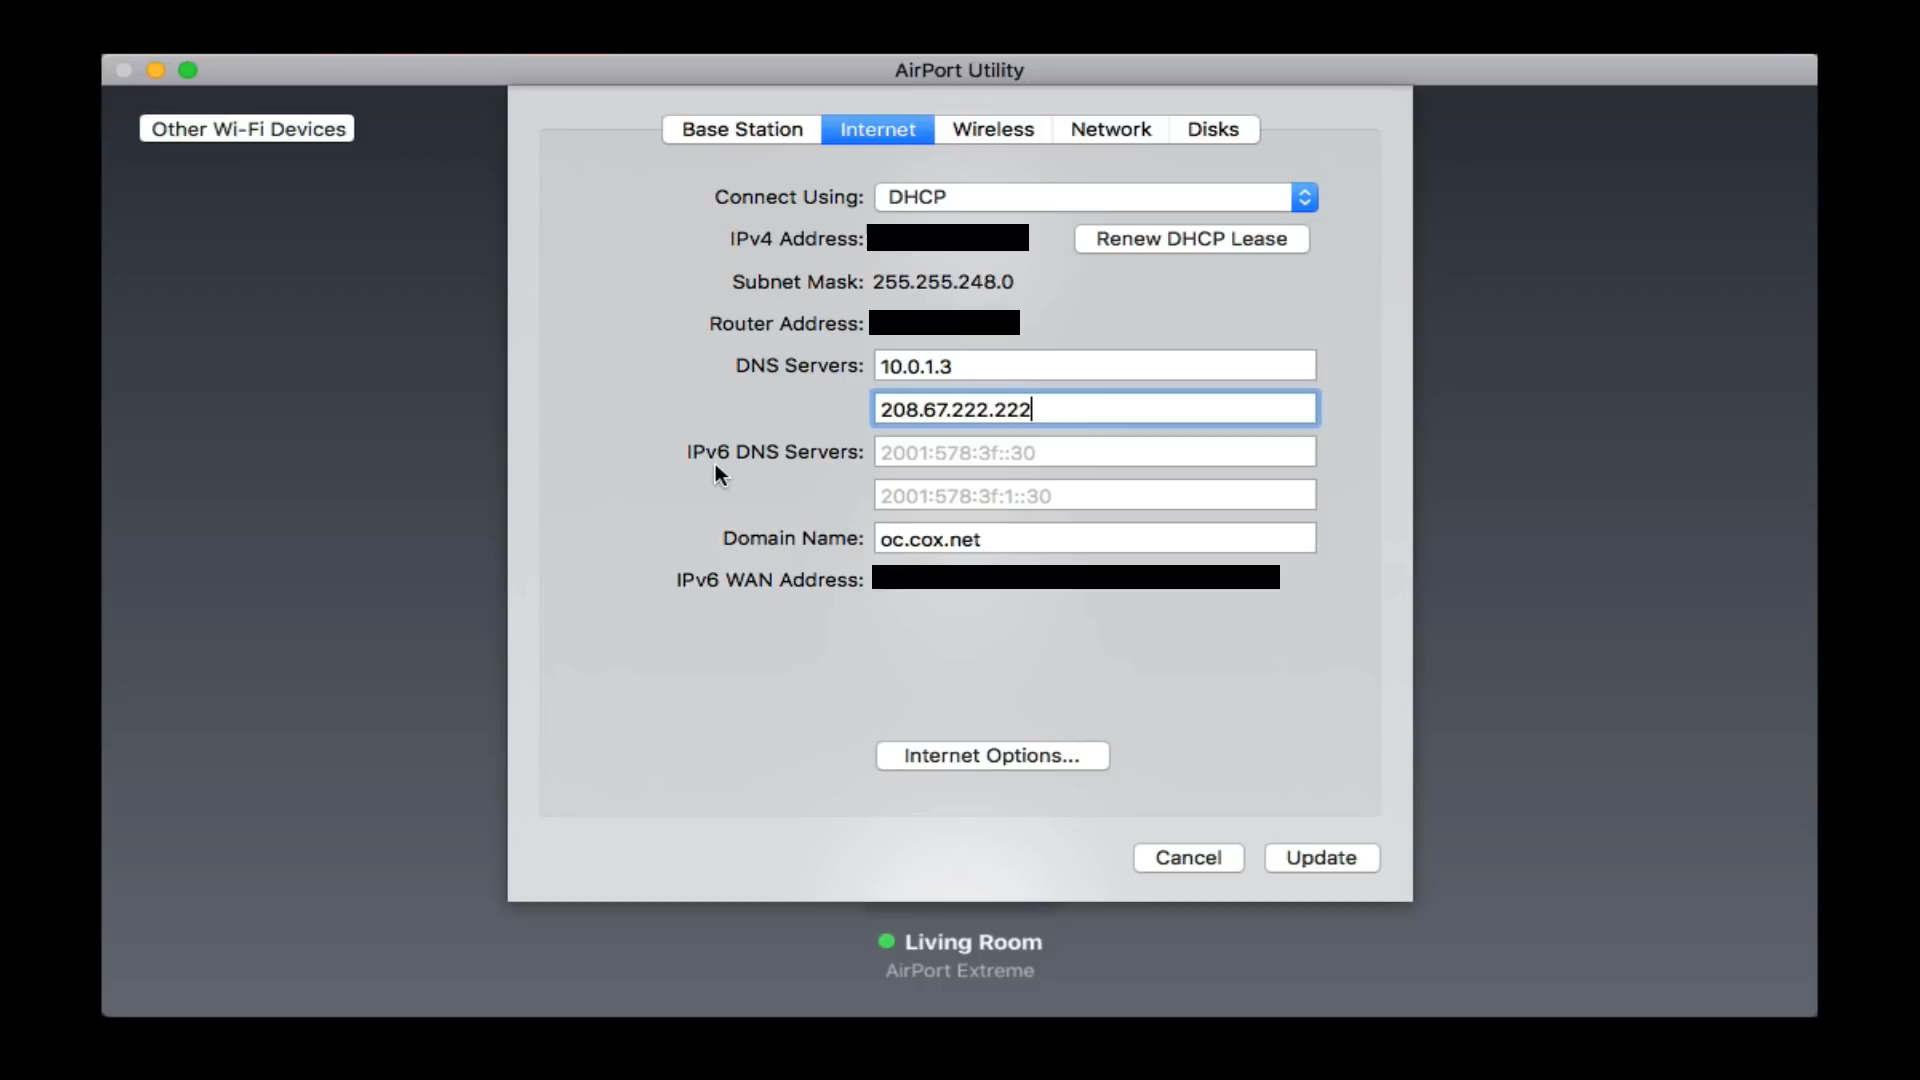 AirPort Utility
Other Wi-Fi Devices
Base Station Internet Wireless Network Disks
Connect Using: DHCP
IPv4 Address: Renew DHCP Lease
Subnet Mask: 255.255.248.0
Router Address:
DNS Servers: 10.0.1.3
208.67.222.222
IPv6 DNS Servers: 2001:578:3f::30
2001:578:3f:1::30
Domain Name: oc.cox.net
IPv6 WAN Address:
Internet Options...
Cancel Update
Living Room
AirPort Extreme